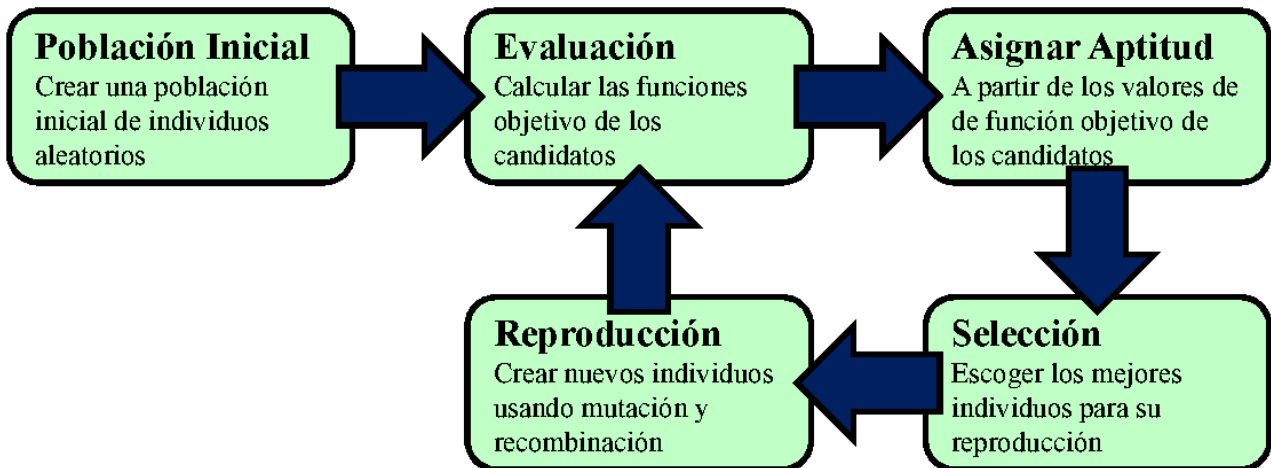 Población Inicial
Crear una población
inicial de individuos
aleatorios
Evaluación
Calcular las funciones
objetivo de los
candidatos
Asignar Aptitud
A partir de los valores de
de función objetivo de
los candidatos
Reproducción
Crear nuevos individuos
usando mutación y
recombinación
Selección
Escoger los mejores
individuos para su
reproducción